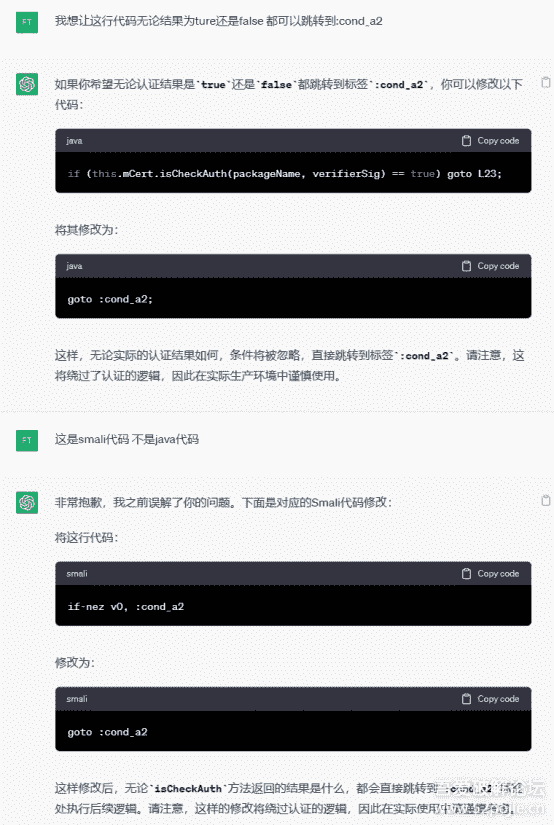 FT
我想让这行代码无论结果为ture还是false 都可以跳转到:cond_a2
如果你希望无论认证结果是`true`还是`false`都跳转到标签`:cond_a2`，你可以修改以下
代码：
java
Copy code
if (this.mCert.isCheckAuth(packageName, verifierSig) == true) goto L23;
将其修改为：
java
Copy code
goto :cond_a2;
这样，无论实际的认证结果如何，条件将被忽略，直接跳转到标签`:cond_a2`。请注意，这
将绕过了认证的逻辑，因此在实际生产环境中谨慎使用。
FT
这是smali代码 不是java代码
非常抱歉，我之前误解了你的问题。下面是对应的Smali代码修改：
将这行代码：
smali
Copy code
if-nez v0, :cond_a2
修改为：
smali
Copy code
goto :cond_a2
这样修改后，无论`isCheckAuth`方法返回的结果是什么，都会直接跳转到
处执行后续逻辑。请注意，这样的修改将绕过认证的逻辑，因此在实际使用